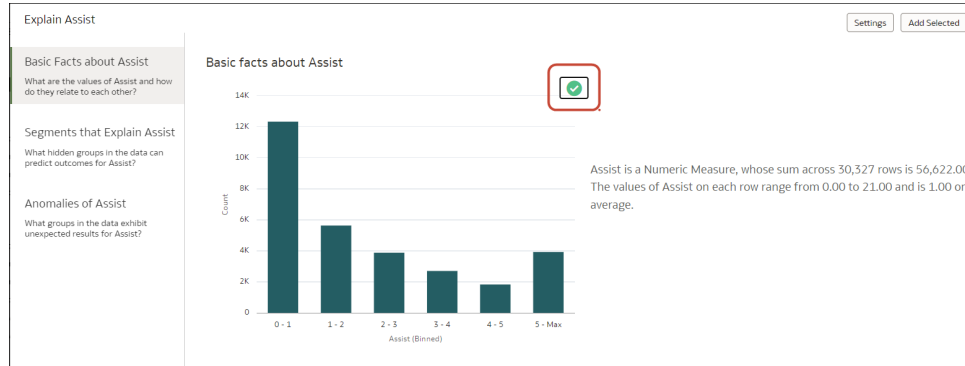 Explain Assist
Settings
Add Selected
Basic Facts about Assist
What are the values of Assist and how
do they relate to each other?
Segments that Explain Assist
What hidden groups in the data can
predict outcomes for Assist?
Anomalies of Assist
What groups in the data exhibit
unexpected results for Assist?
Basic facts about Assist
14K
12K
10K
8K
6K
4K
2K
0
Count
0 - 1
1 - 2
2 - 3
3 - 4
4 - 5
5 - Max
Assist (Binned)
Assist is a Numeric Measure, whose sum across 30,327 rows is 56,622.00
The values of Assist on each row range from 0.00 to 21.00 and is 1.00 on
average.